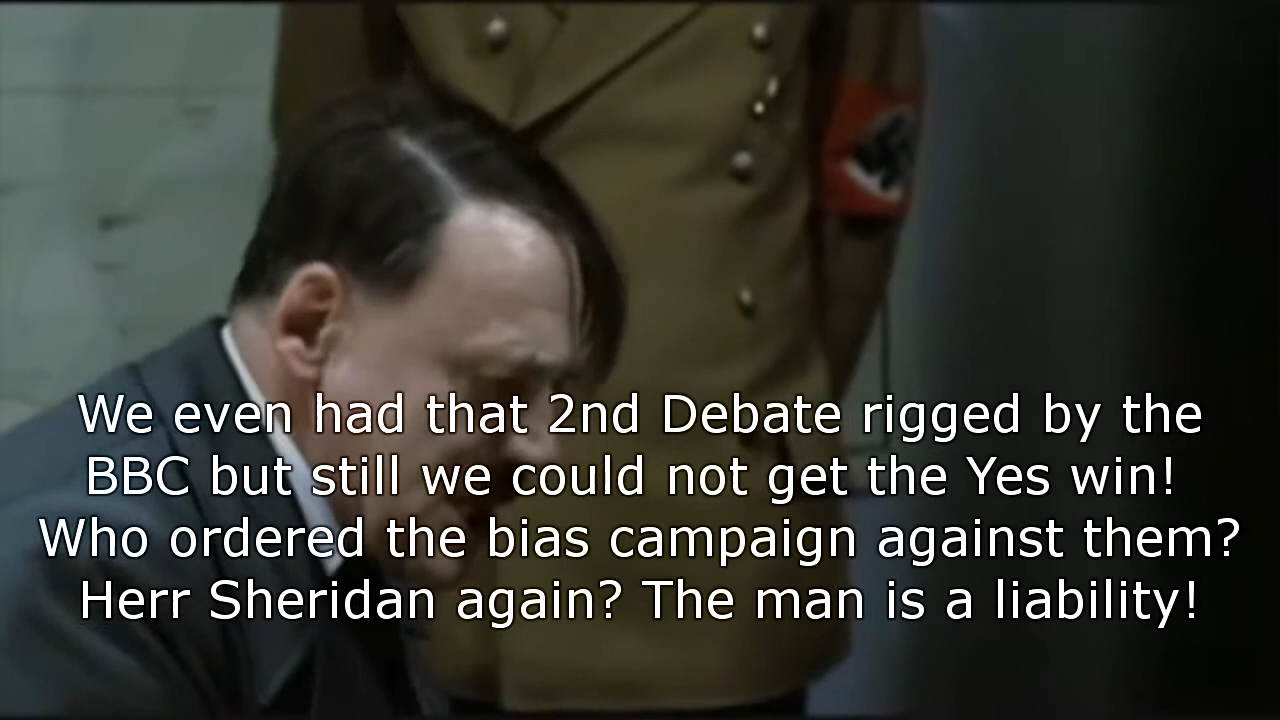 We even had that 2nd Debate rigged by the
BBC but still we could not get the Yes win!
Who ordered the bias campaign against them?
Herr Sheridan again? The man is a liability!